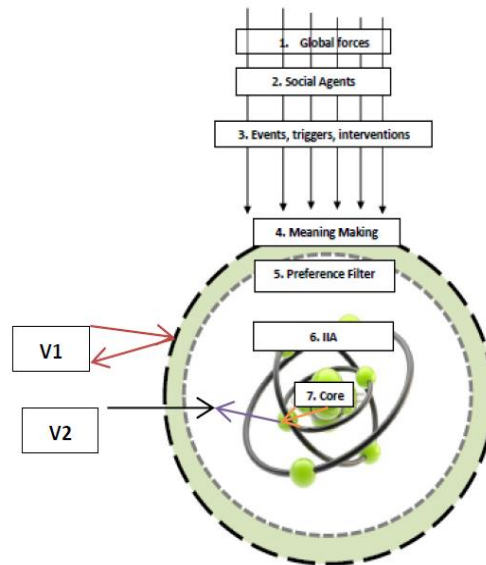 1. Global forces
2. Social Agents
3. Events, triggers, interventions
4. Meaning Making
5. Preference Filter
V1
6. IIA
7. Core
V2